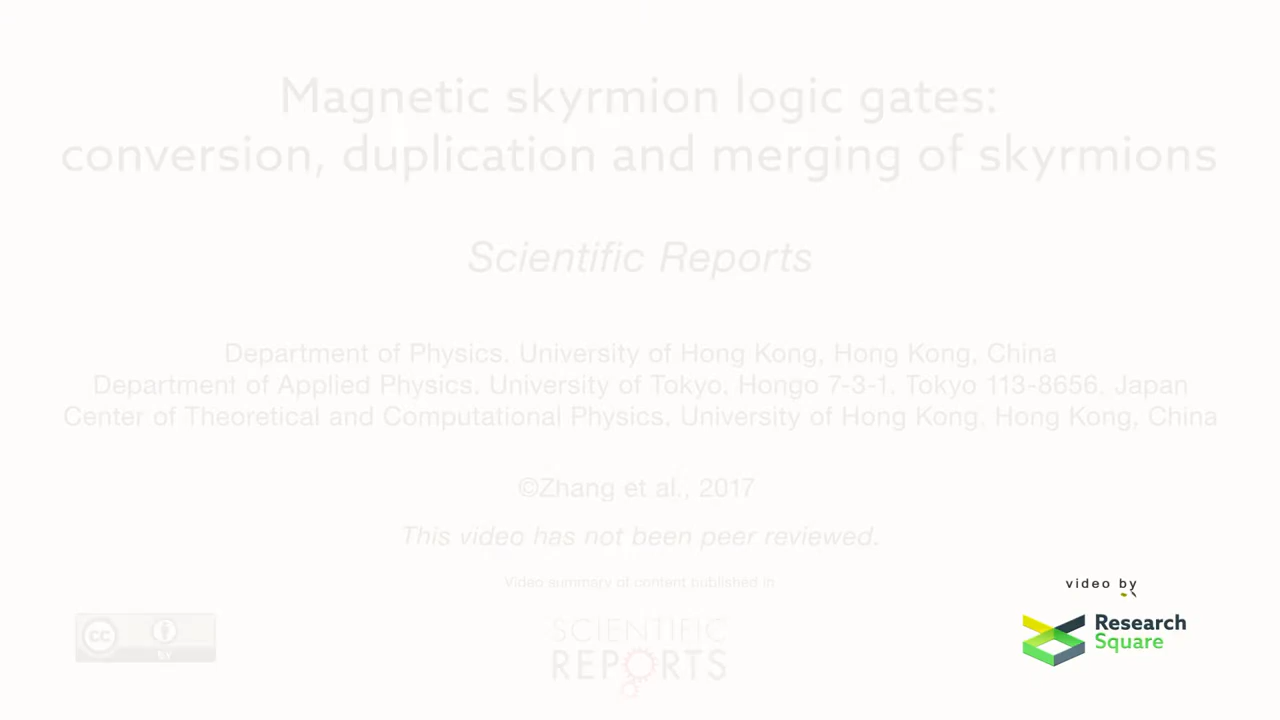 Magnetic skyrmion logic gates:
conversion, duplication and merging of skyrmions
Scientific Reports
Department of Physics, University of Hong Kong, Hong Kong, China
Department of Applied Physics, University of Tokyo, Hongo 7-3-1, Tokyo 113-8656, Japan
Center of Theoretical and Computational Physics, University of Hong Kong, Hong Kong, China
©Zhang et al., 2017
This video has not been peer reviewed.
Video summary of content published in
SCIENTIFIC
REPORTS
cc
BY
video by
Research
Square